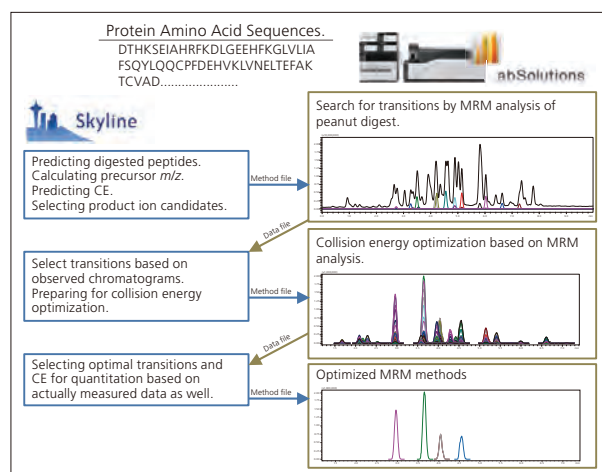 Protein Amino Acid Sequences.
DTHKSEIAHRFKDLGEEHFKGLVLIA
FSQYLQQCPFDEHVKLVNELTEFAK
TCVAD......................
abSolutions
Skyline
Search for transitions by MRM analysis of
peanut digest.
Predicting digested peptides.
Calculating precursor m/z.
Predicting CE.
Selecting product ion candidates.
Method file
Data file
Collision energy optimization based on MRM
analysis.
Select transitions based on
observed chromatograms.
Preparing for collision energy
optimization.
Method file
Data file
Selecting optimal transitions and
CE for quantitation based on
actually measured data as well.
Method file
Optimized MRM methods